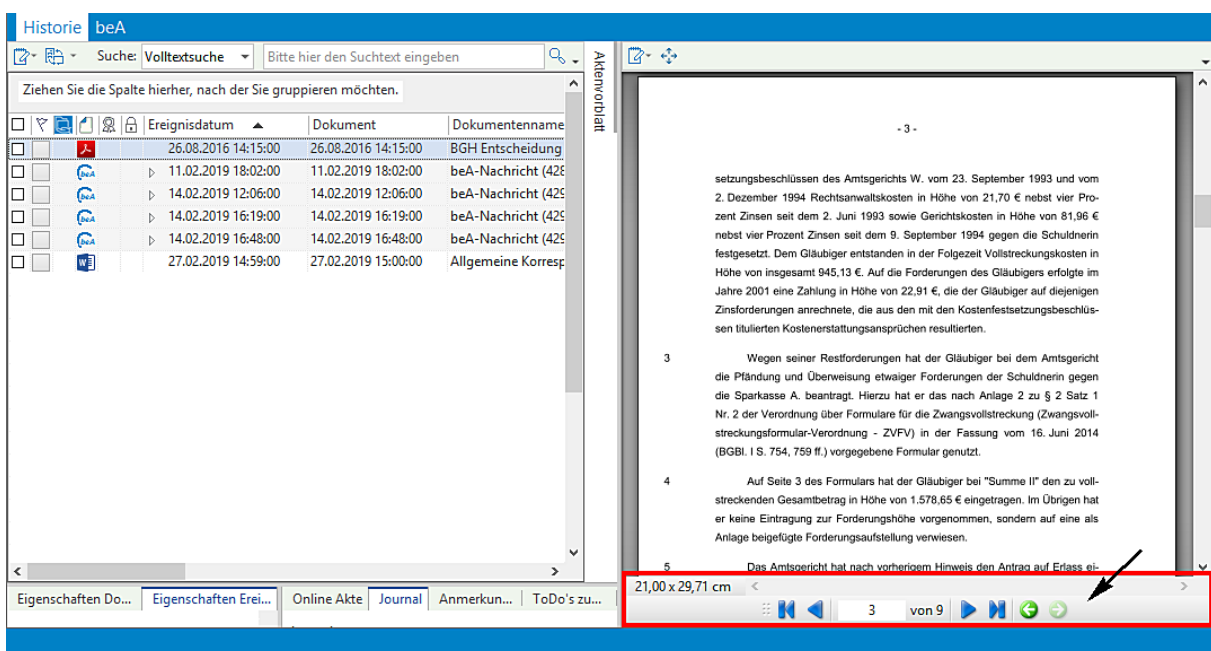 Historie beA
Suche: Volltextsuche Bitte hier den Suchtext eingeben
Ziehen Sie die Spalte hierher, nach der Sie gruppieren möchten.
Ereignisdatum Dokument Dokumentenname
26.08.2016 14:15:00 26.08.2016 14:15:00 BGH Entscheidung
beA 11.02.2019 18:02:00 11.02.2019 18:02:00 beA-Nachricht (428
beA 14.02.2019 12:06:00 14.02.2019 12:06:00 beA-Nachricht (429
beA 14.02.2019 16:19:00 14.02.2019 16:19:00 beA-Nachricht (429
beA 14.02.2019 16:48:00 14.02.2019 16:48:00 beA-Nachricht (429
27.02.2019 14:59:00 27.02.2019 15:00:00 Allgemeine Korresp
Eigenschaften Do... Eigenschaften Erei... Online Akte Journal Anmerkun... ToDo's zu...
Aktenvorblatt
- 3 -
setzungsbeschlüssen des Amtsgerichts W. vom 23. September 1993 und vom
2. Dezember 1994 Rechtsanwaltskosten in Höhe von 21,70 € nebst vier Pro-
zent Zinsen seit dem 2. Juni 1993 sowie Gerichtskosten in Höhe von 81,96 €
nebst vier Prozent Zinsen seit dem 9. September 1994 gegen die Schuldnerin
festgesetzt. Dem Gläubiger entstanden in der Folgezeit Vollstreckungskosten in
Höhe von insgesamt 945,13 €. Auf die Forderungen des Gläubigers erfolgte im
Jahre 2001 eine Zahlung in Höhe von 22,91 €, die der Gläubiger auf diejenigen
Zinsforderungen anrechnete, die aus den mit den Kostenfestsetzungsbeschlüs-
sen titulierten Kostenerstattungsansprüchen resultierten.
3 Wegen seiner Restforderungen hat der Gläubiger bei dem Amtsgericht
die Pfändung und Überweisung etwaiger Forderungen der Schuldnerin gegen
die Sparkasse A. beantragt. Hierzu hat er das nach Anlage 2 zu § 2 Satz 1
Nr. 2 der Verordnung über Formulare für die Zwangsvollstreckung (Zwangsvoll-
streckungsformular-Verordnung - ZVFV) in der Fassung vom 16. Juni 2014
(BGBl. I S. 754, 759 ff.) vorgegebene Formular genutzt.
4 Auf Seite 3 des Formulars hat der Gläubiger bei "Summe II" den zu voll-
streckenden Gesamtbetrag in Höhe von 1.578,65 € eingetragen. Im Übrigen hat
er keine Eintragung zur Forderungshöhe vorgenommen, sondern auf eine als
Anlage beigefügte Forderungsaufstellung verwiesen.
5 Das Amtsgericht hat nach vorherigem Hinweis den Antrag auf Erlass ei-
21,00 x 29,71 cm
3 von 9